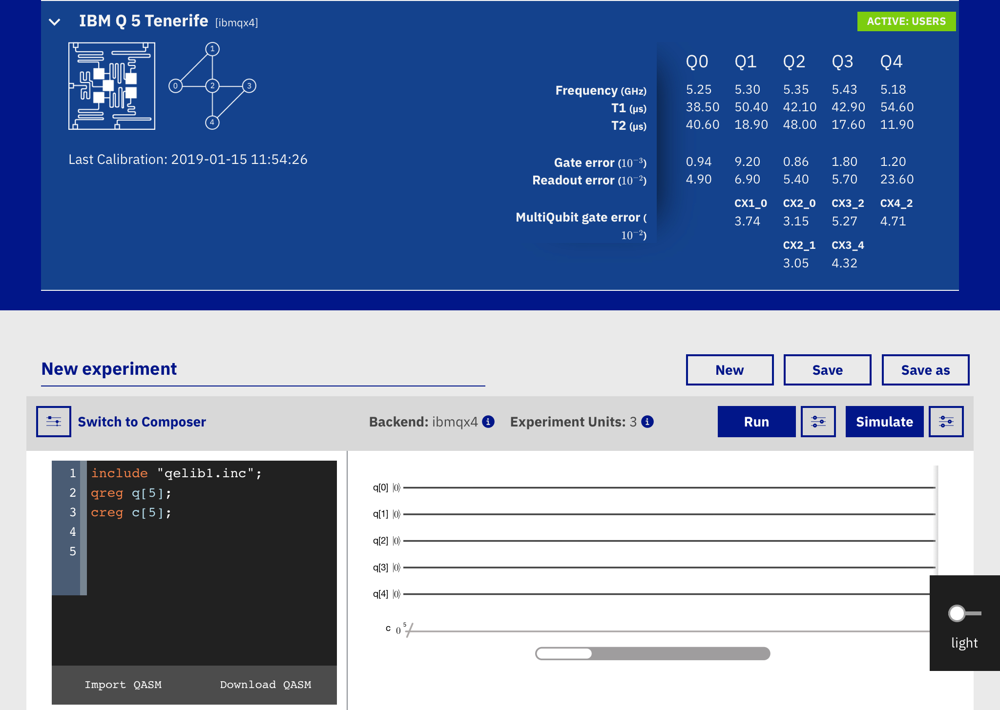 IBM Q 5 Tenerife [ibmqx4]
ACTIVE: USERS
1
0 2 3
4
Last Calibration: 2019-01-15 11:54:26
Q0 Q1 Q2 Q3 Q4
Frequency (GHz) 5.25 5.30 5.35 5.43 5.18
T1 (µs) 38.50 50.40 42.10 42.90 54.60
T2 (µs) 40.60 18.90 48.00 17.60 11.90
Gate error (10⁻³) 0.94 9.20 0.86 1.80 1.20
Readout error (10⁻²) 4.90 6.90 5.40 5.70 23.60
CX1_0 CX2_0 CX3_2 CX4_2
MultiQubit gate error ( 3.74 3.15 5.27 4.71
10⁻²)
CX2_1 CX3_4
3.05 4.32
New experiment
New Save Save as
Switch to Composer
Backend: ibmqx4 i Experiment Units: 3 i
Run Simulate
1 include "qelib1.inc";
2 qreg q[5];
3 creg c[5];
4
5
Import QASM Download QASM
q[0] |0⟩
q[1] |0⟩
q[2] |0⟩
q[3] |0⟩
q[4] |0⟩
c 0 5
light